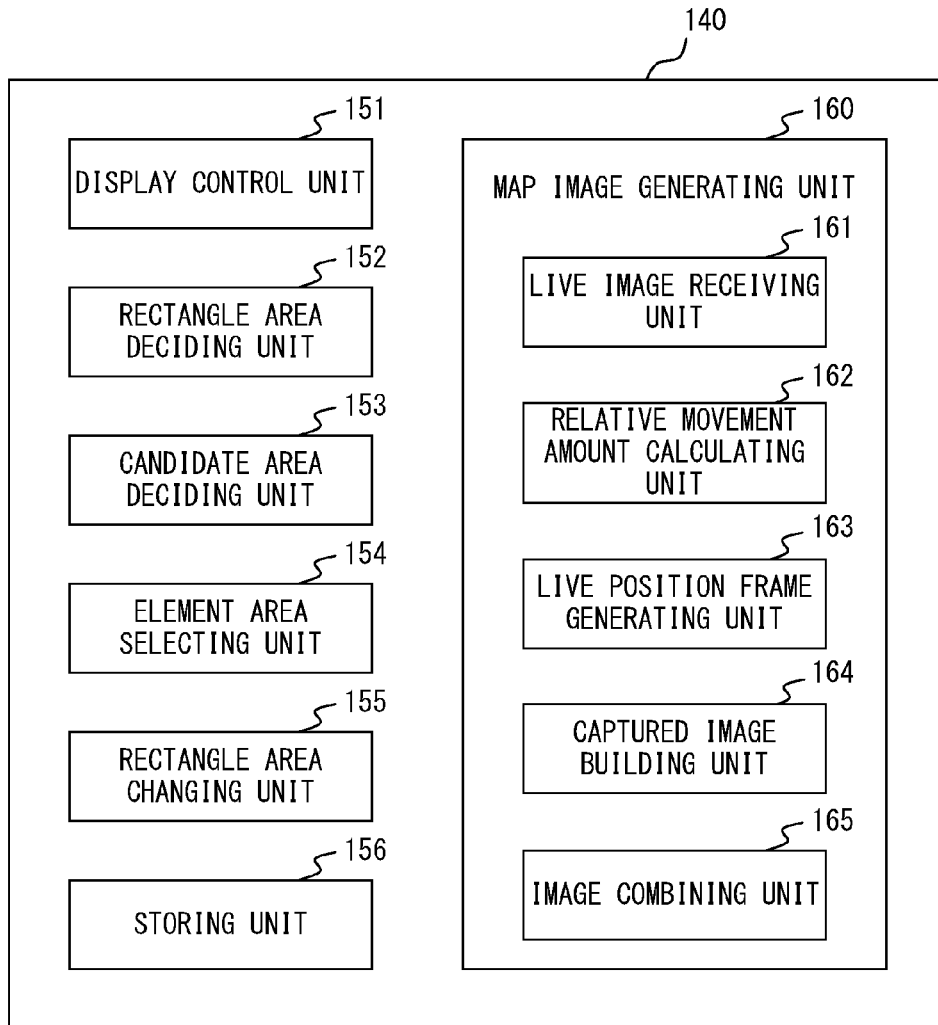 140
151
DISPLAY CONTROL UNIT
152
RECTANGLE AREA
DECIDING UNIT
153
CANDIDATE AREA
DECIDING UNIT
154
ELEMENT AREA
SELECTING UNIT
155
RECTANGLE AREA
CHANGING UNIT
156
STORING UNIT
160
MAP IMAGE GENERATING UNIT
161
LIVE IMAGE RECEIVING
UNIT
162
RELATIVE MOVEMENT
AMOUNT CALCULATING
UNIT
163
LIVE POSITION FRAME
GENERATING UNIT
164
CAPTURED IMAGE
BUILDING UNIT
165
IMAGE COMBINING UNIT